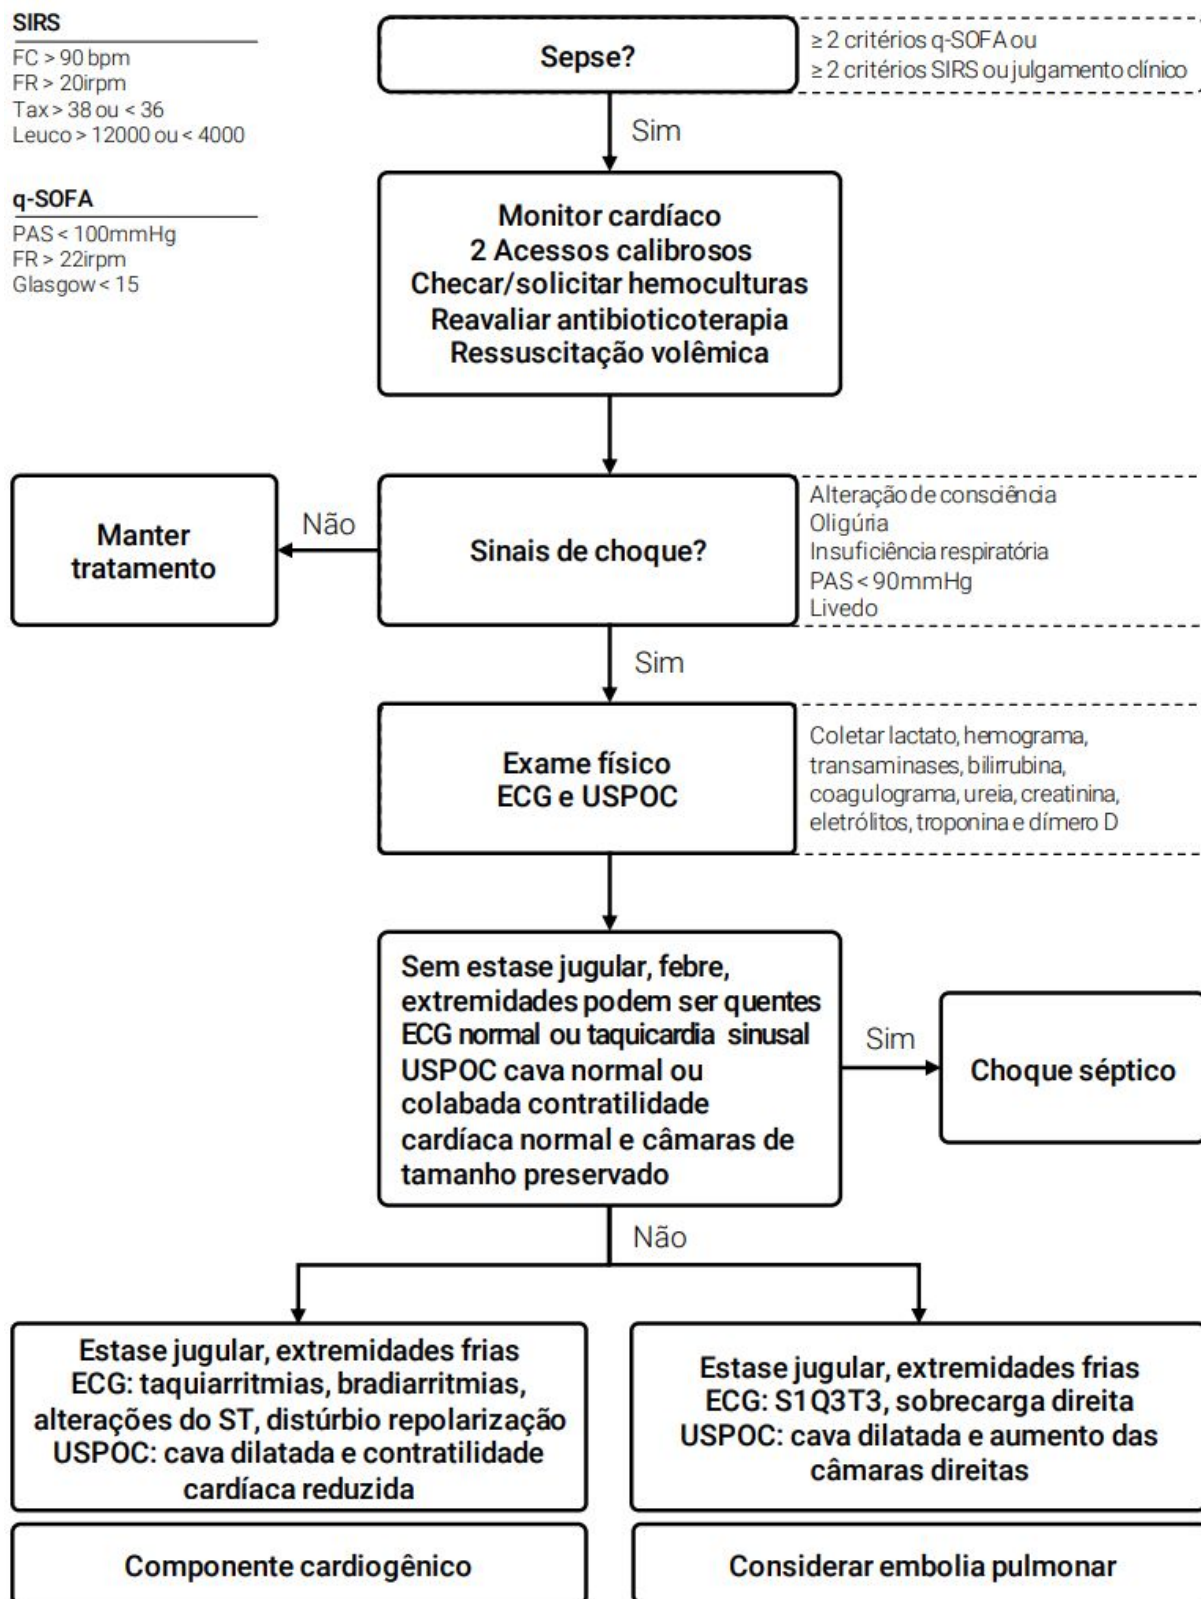 SIRS
FC > 90 bpm
FR > 20irpm
Tax > 38 ou < 36
Leuco > 12000 ou < 4000
q-SOFA
PAS < 100mmHg
FR > 22irpm
Glasgow < 15
Sepse?
≥ 2 critérios q-SOFA ou
≥ 2 critérios SIRS ou julgamento clínico
Sim
Monitor cardíaco
2 Acessos calibrosos
Checar/solicitar hemoculturas
Reavaliar antibioticoterapia
Ressuscitação volêmica
Manter
tratamento
Não
Sinais de choque?
Alteração de consciência
Oligúria
Insuficiência respiratória
PAS < 90mmHg
Livedo
Sim
Exame físico
ECG e USPOC
Coletar lactato, hemograma,
transaminases, bilirrubina,
coagulograma, ureia, creatinina,
eletrólitos, troponina e dímero D
Sem estase jugular, febre,
extremidades podem ser quentes
ECG normal ou taquicardia sinusal
USPOC cava normal ou
colabada contratilidade
cardíaca normal e câmaras de
tamanho preservado
Sim
Choque séptico
Não
Estase jugular, extremidades frias
ECG: taquiarritmias, bradiarritmias,
alterações do ST, distúrbio repolarização
USPOC: cava dilatada e contratilidade
cardíaca reduzida
Componente cardiogênico
Estase jugular, extremidades frias
ECG: S1Q3T3, sobrecarga direita
USPOC: cava dilatada e aumento das
câmaras direitas
Considerar embolia pulmonar